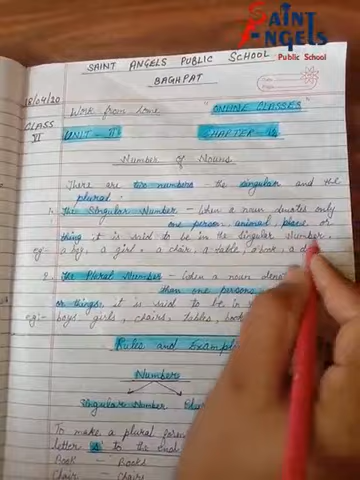 SAINT ANGELS
Public School
SAINT ANGELS PUBLIC SCHOOL
BAGHPAT
18/04/20
Work from home "ONLINE CLASSES"
CLASS VI
UNIT - II CHAPTER -
Number of Nouns
There are two numbers - the singular and the
plural.
1. The Singular Number - When a noun denotes only
one person, animal, place or
thing it is said to be in the singular number.
eg - a boy, a girl, a chair, a table, a book, a
2. The Plural Number - When a noun
than one persons
or things, it is said to be in
eg:- boys girls, chairs, tables,
Rules and
Number
Singular Number
To make a plural
letter 's' to the end
Book - Books
Chair - Chairs